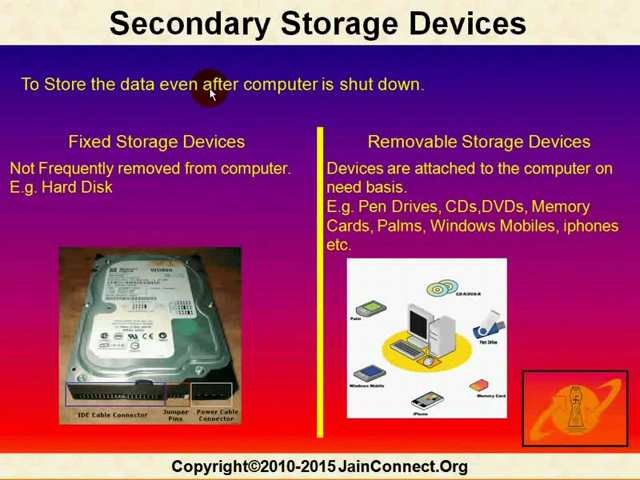 Secondary Storage Devices
To Store the data even after computer is shut down.
Fixed Storage Devices
Not Frequently removed from computer.
E.g. Hard Disk
IDE Cable Connector
Jumper
Pins
Power Cable
Connector
Removable Storage Devices
Devices are attached to the computer on
need basis.
E.g. Pen Drives, CDs,DVDs, Memory
Cards, Palms, Windows Mobiles, iphones
etc.
CD/DVD-R
Palm
Pen Drive
Windows Mobile
iPhone
Memory Card
Copyright©2010-2015JainConnect.Org